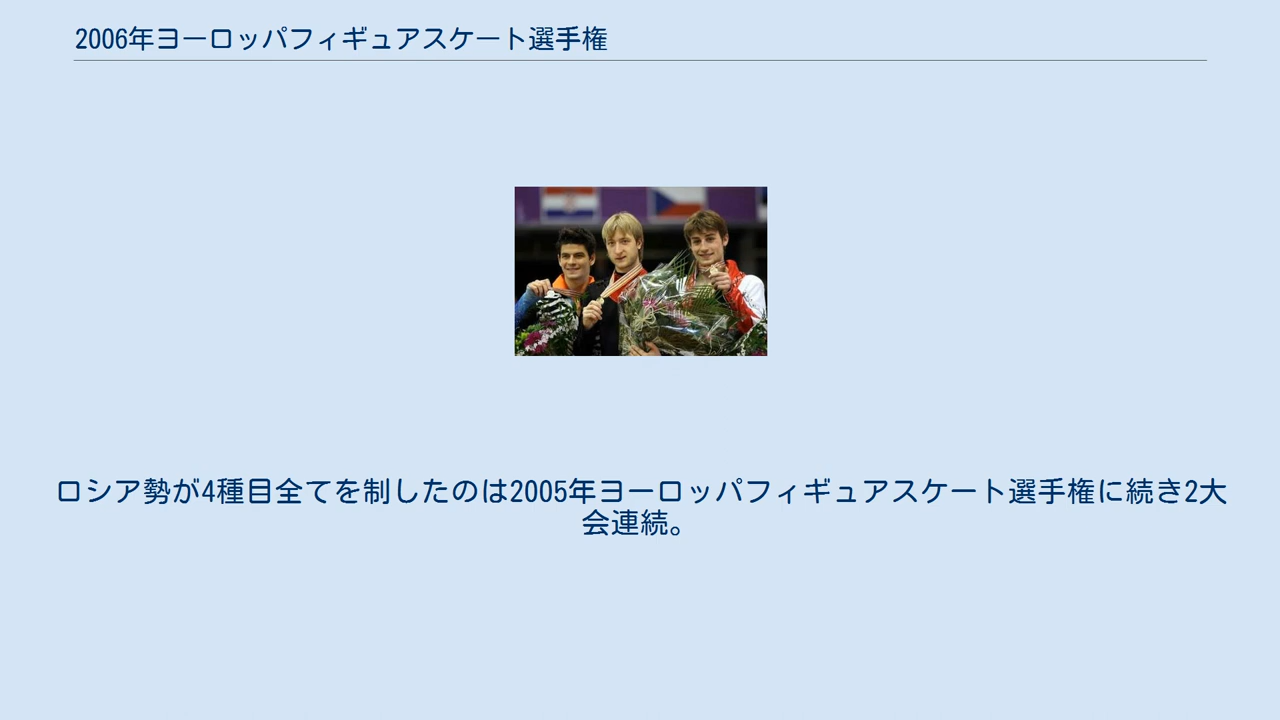 2006年ヨーロッパフィギュアスケート選手権
ロシア勢が4種目全てを制したのは2005年ヨーロッパフィギュアスケート選手権に続き2大
会連続。